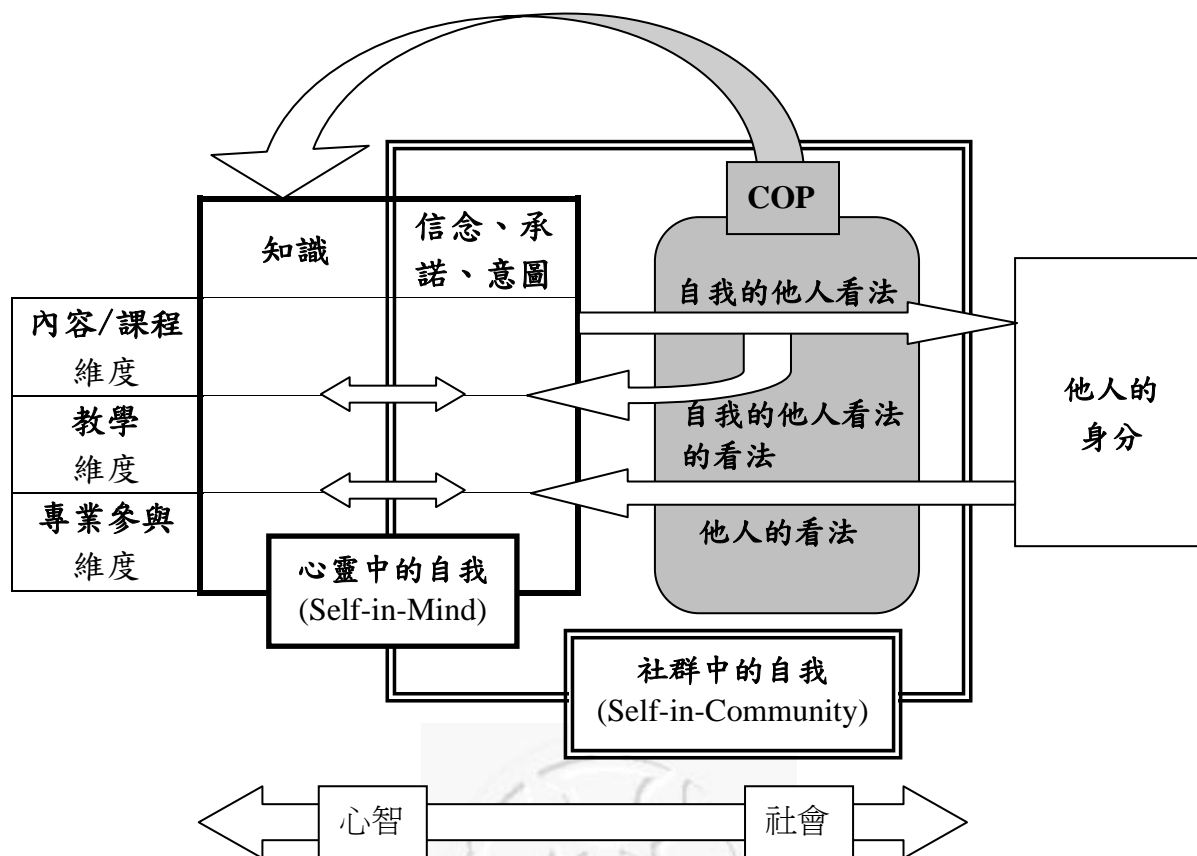 COP
知識
信念、承
諾、意圖
自我的他人看法
內容/課程
維度
教學
維度
自我的他人看法
的看法
他人的
身分
專業參與
維度
他人的看法
心靈中的自我
(Self-in-Mind)
社群中的自我
(Self-in-Community)
心智
社會